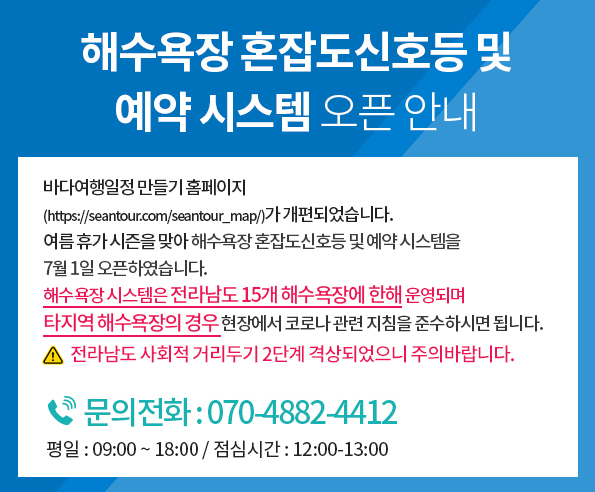 해수욕장 혼잡도신호등 및
예약 시스템 오픈 안내
바다여행일정 만들기 홈페이지
(https://seantour.com/seantour_map/)가 개편되었습니다.
여름 휴가 시즌을 맞아 해수욕장 혼잡도신호등 및 예약 시스템을
7월 1일 오픈하였습니다.
해수욕장 시스템은 전라남도 15개 해수욕장에 한해 운영되며
타지역 해수욕장의 경우 현장에서 코로나 관련 지침을 준수하시면 됩니다.
전라남도 사회적 거리두기 2단계 격상되었으니 주의바랍니다.
문의전화 : 070-4882-4412
평일 : 09:00 ~ 18:00 / 점심시간 : 12:00-13:00